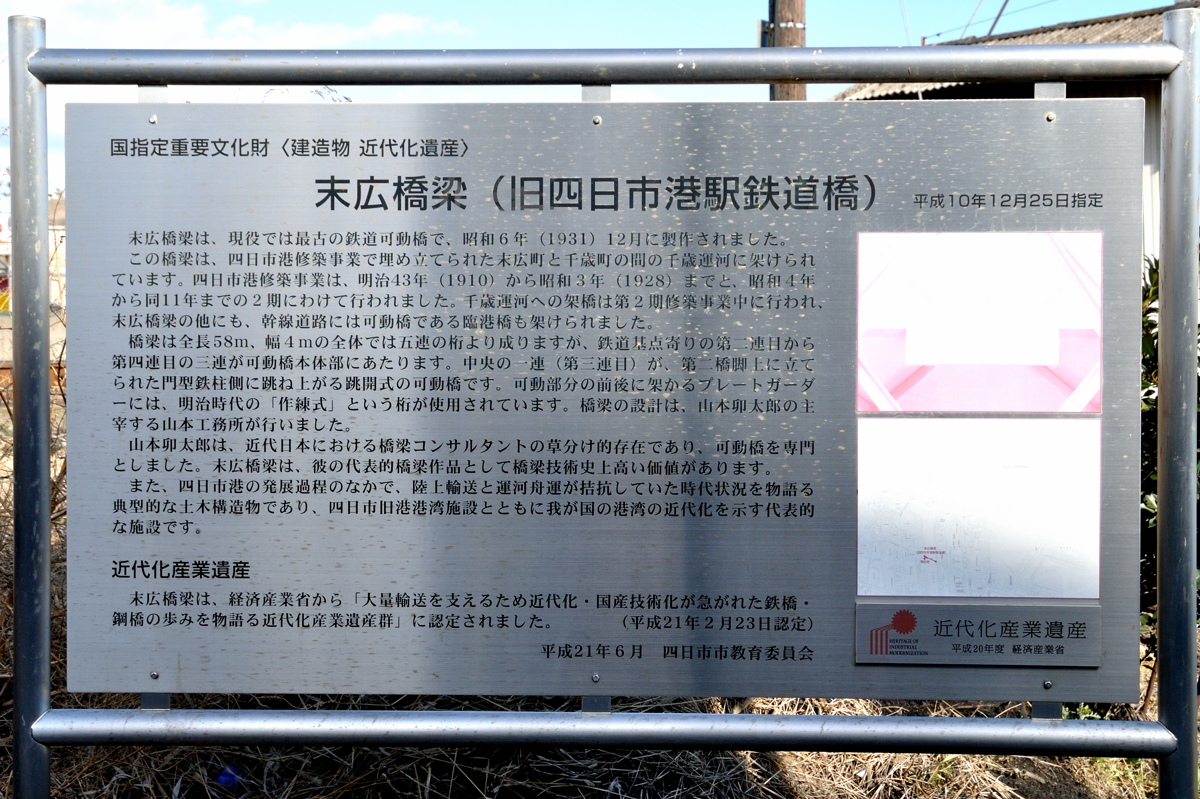 国指定重要文化財〈建造物 近代化遺産〉
末広橋梁（旧四日市港駅鉄道橋）
平成10年12月25日指定
末広橋梁は、現役では最古の鉄道可動橋で、昭和６年（1931）12月に製作されました。
この橋梁は、四日市港修築事業で埋め立てられた末広町と千歳町の間の千歳運河に架けられ
ています。四日市港修築事業は、明治43年（1910）から昭和３年（1928）までと、昭和４年
から同11年までの２期にわけて行われました。千歳運河への架橋は第２期修築事業中に行われ、
末広橋梁の他にも、幹線道路には可動橋である臨港橋も架けられました。
橋梁は全長58m、幅４mの全体では五連の桁より成りますが、鉄道基点寄りの第二連目から
第四連目の三連が可動橋本体部にあたります。中央の一連（第三連目）が、第二橋脚上に立て
られた門型鉄柱側に跳ね上がる跳開式の可動橋です。可動部分の前後に架かるプレートガーダ
ーには、明治時代の「作練式」という桁が使用されています。橋梁の設計は、山本卯太郎の主
宰する山本工務所が行いました。
山本卯太郎は、近代日本における橋梁コンサルタントの草分け的存在であり、可動橋を専門
としました。末広橋梁は、彼の代表的橋梁作品として橋梁技術史上高い価値があります。
また、四日市港の発展過程のなかで、陸上輸送と運河舟運が拮抗していた時代状況を物語る
典型的な土木構造物であり、四日市旧港港湾施設とともに我が国の港湾の近代化を示す代表的
な施設です。
近代化産業遺産
末広橋梁は、経済産業省から「大量輸送を支えるため近代化・国産技術化が急がれた鉄橋・
鋼橋の歩みを物語る近代化産業遺産群」に認定されました。　（平成21年２月23日認定）
平成21年６月　四日市市教育委員会
HERITAGE OF
INDUSTRIAL
MODERNIZATION
近代化産業遺産
平成20年度 経済産業省